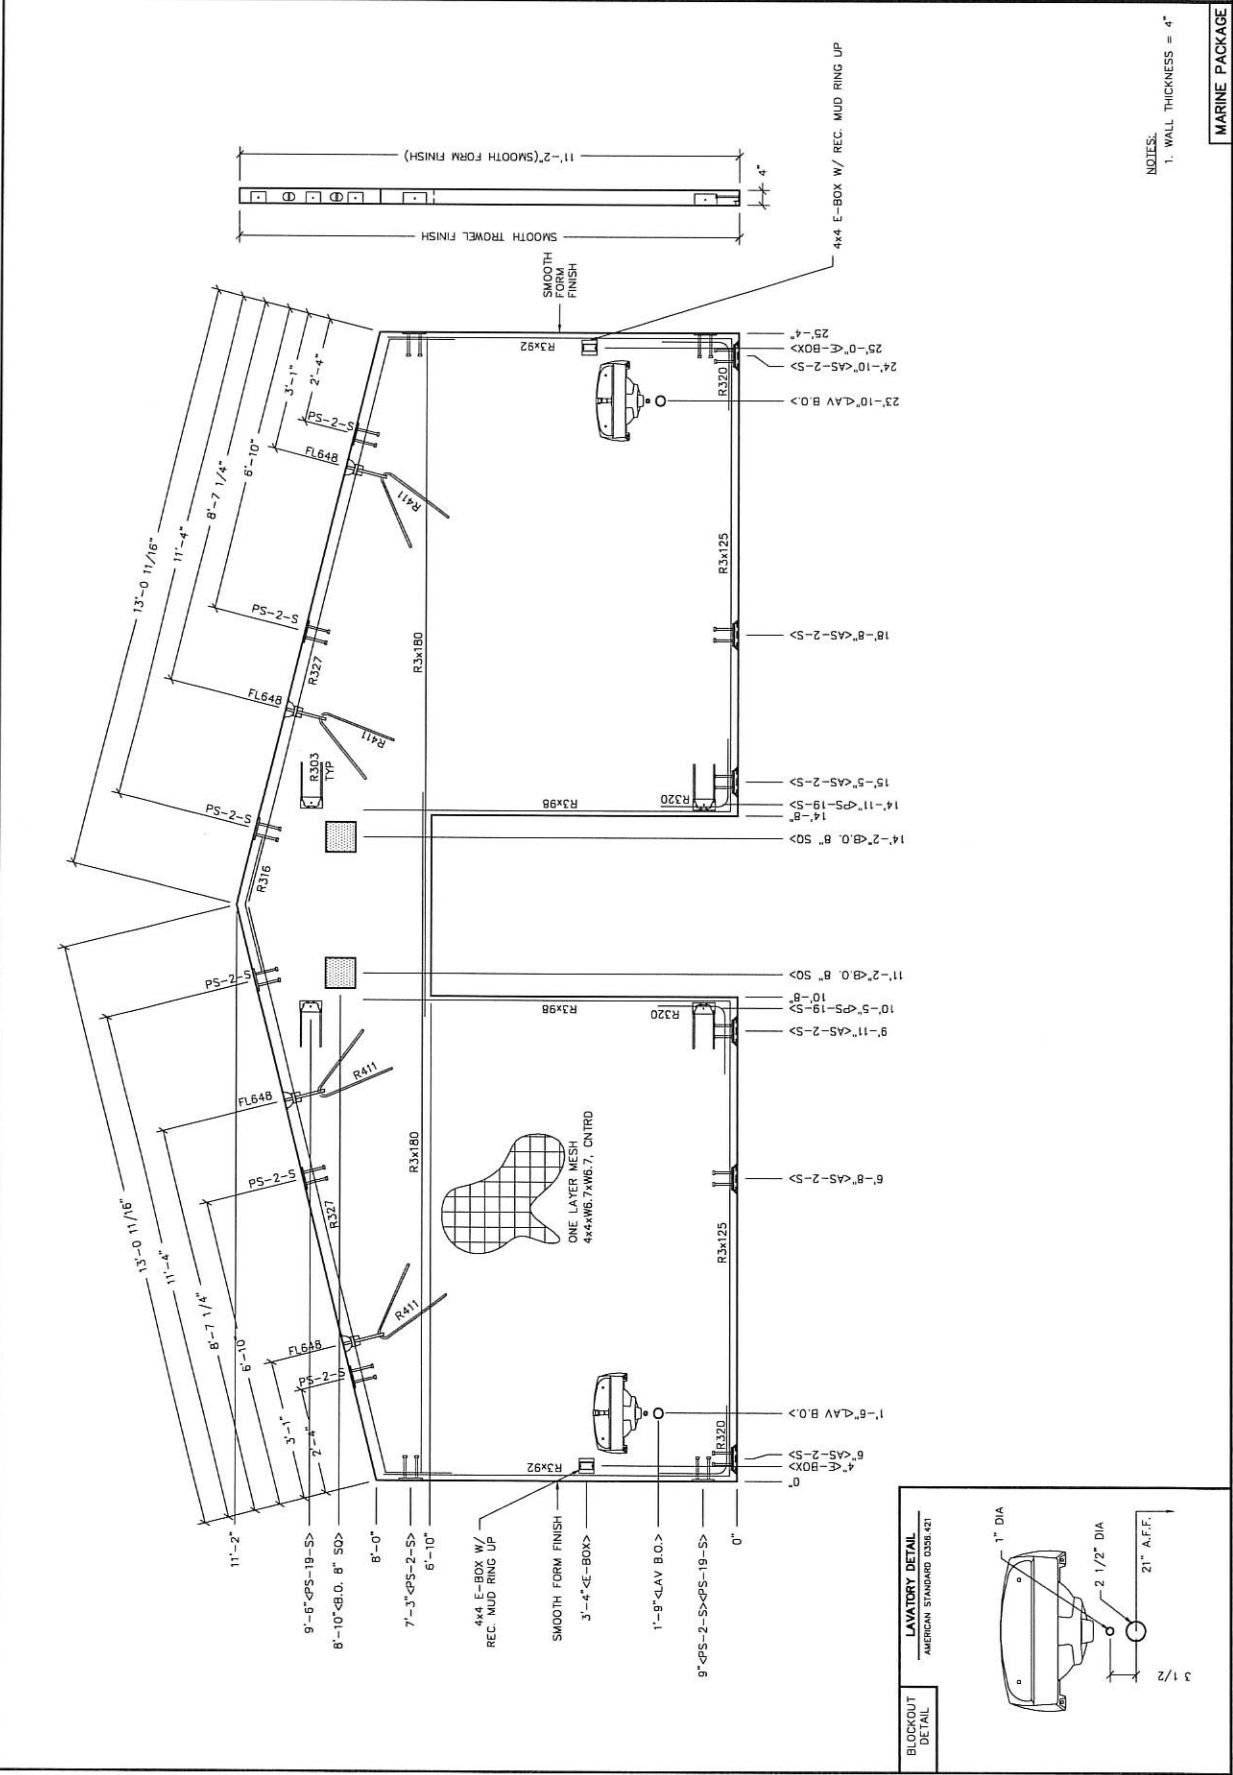 MARINE PACKAGE
NOTES:
1. WALL THICKNESS = 4"
11'-2"(SMOOTH FORM FINISH)
4"
SMOOTH TROWEL FINISH
4x4 E-BOX W/ REC. MUD RING UP
SMOOTH
FORM
FINISH
13'-0 11/16"
11'-4"
8'-7 1/4"
6'-10"
3'-1"
2'-4"
PS-2-S
FL648
R411
PS-2-S
R327
FL648
R411
R303
TYP
PS-2-S
R316
R3x180
R3x92
R320
R3x125
R3x98
R320
25'-4"
25'-0"<E-BOX>
24'-10"<AS-2-S>
23'-10"<LAV B.O.>
18'-8"<AS-2-S>
15'-5"<AS-2-S>
14'-11"<PS-19-S>
14'-8"
14'-2"<B.O. 8" SQ>
11'-2"<B.O. 8" SQ>
10'-8"
10'-5"<PS-19-S>
9'-11"<AS-2-S>
6'-8"<AS-2-S>
1'-6"<LAV B.O.>
6"<AS-2-S>
4"<E-BOX>
0"
13'-0 11/16"
11'-4"
8'-7 1/4"
6'-10
3'-1"
2'-4"
PS-2-S
FL648
R411
PS-2-S
R327
FL648
R411
PS-2-S
R3x98
R320
R3x180
ONE LAYER MESH
4x4xW6.7xW6.7, CNTRD
R3x125
R320
R3x92
11'-2"
9'-6"<PS-19-S>
8'-10"<B.O. 8" SQ>
8'-0"
7'-3"<PS-2-S>
6'-10"
4x4 E-BOX W/
REC. MUD RING UP
SMOOTH FORM FINISH
3'-4"<E-BOX>
1'-9"<LAV B.O.>
9"<PS-2-S><PS-19-S>
0"
BLOCKOUT
DETAIL
LAVATORY DETAIL
AMERICAN STANDARD 0356.421
1" DIA
2 1/2" DIA
21" A.F.F.
3 1/2